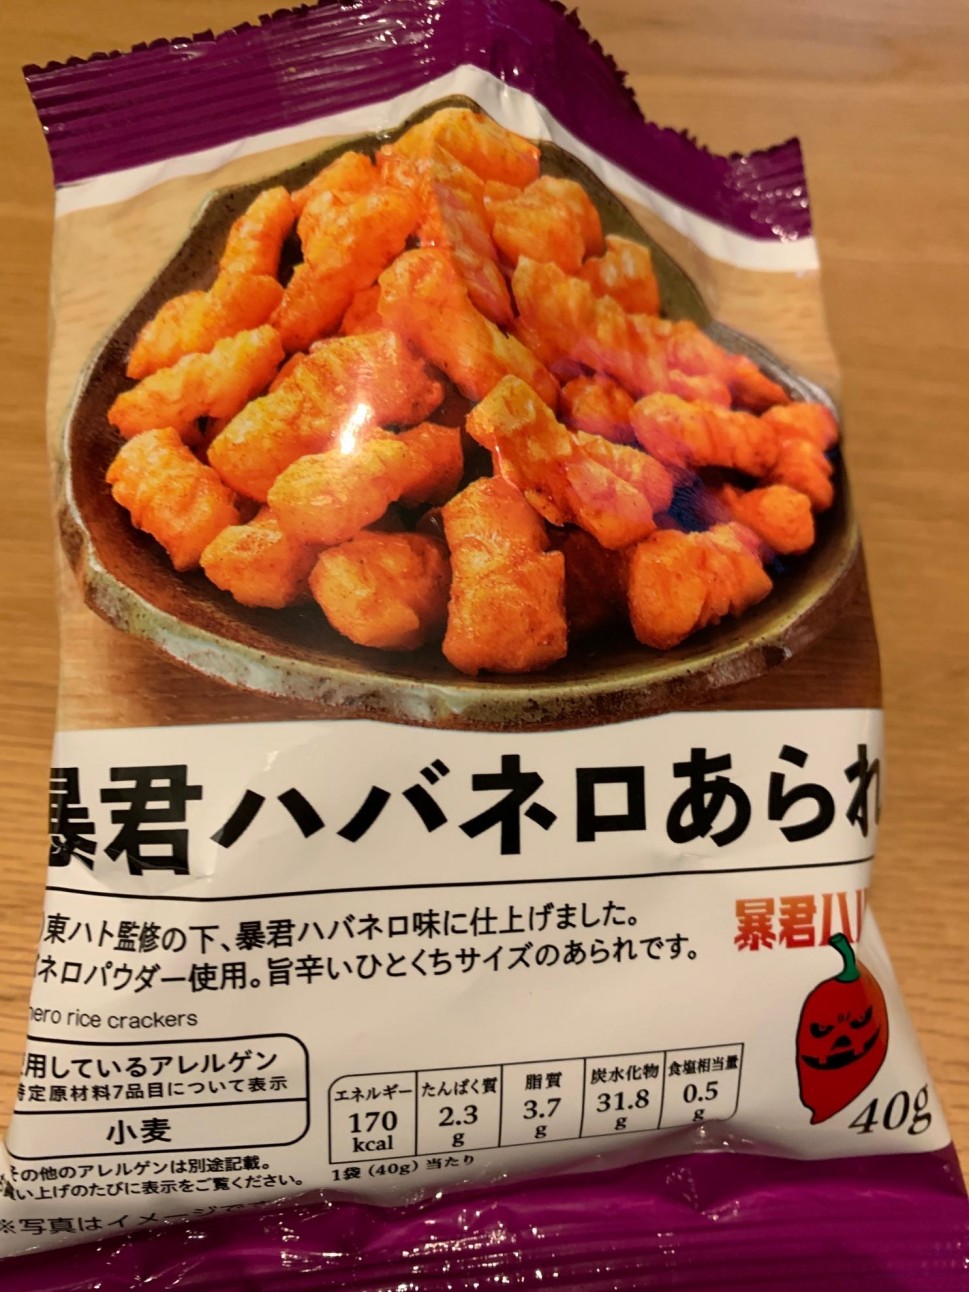 暴君ハバネロあられ
東ハト監修の下、暴君ハバネロ味に仕上げました。
ネロパウダー使用。旨辛いひとくちサイズのあられです。
暴君ハバ
nero rice crackers
用しているアレルゲン
特定原材料7品目について表示
小麦
その他のアレルゲンは別途記載。
買い上げのたびに表示をご覧ください。
※写真はイメージで
エネルギー たんぱく質 脂質 炭水化物 食塩相当量
170 kcal 2.3 g 3.7 g 31.8 g 0.5 g
1袋 (40g) 当たり
40g